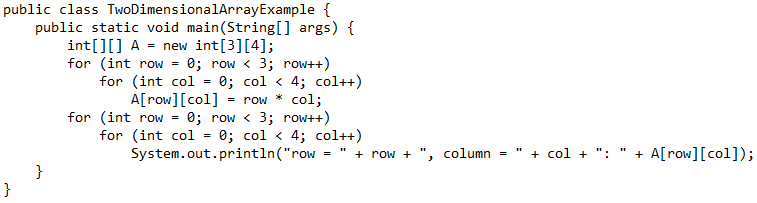 public class TwoDimensionalArrayExample {
    public static void main(String[] args) {
        int[][] A = new int[3][4];
        for (int row = 0; row < 3; row++)
            for (int col = 0; col < 4; col++)
                A[row][col] = row * col;
        for (int row = 0; row < 3; row++)
            for (int col = 0; col < 4; col++)
                System.out.println("row = " + row + ", column = " + col + ": " + A[row][col]);
    }
}